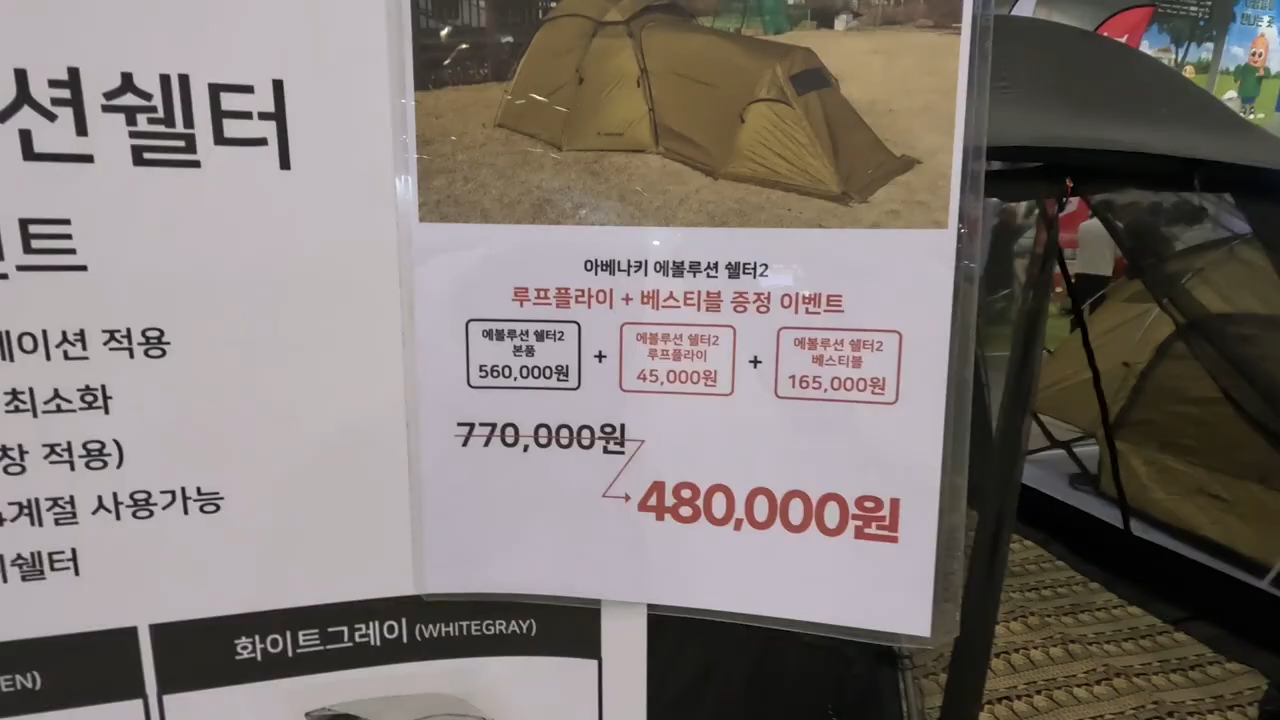 션쉘터
트
이션 적용
최소화
창 적용)
계절 사용가능
쉘터
EN)
화이트그레이 (WHITEGRAY)
아베나키 에볼루션 쉘터2
루프플라이 + 베스티블 증정 이벤트
에볼루션 쉘터2
본품
560,000원
+
에볼루션 쉘터2
루프플라이
45,000원
+
에볼루션 쉘터2
베스티블
165,000원
770,000원
480,000원